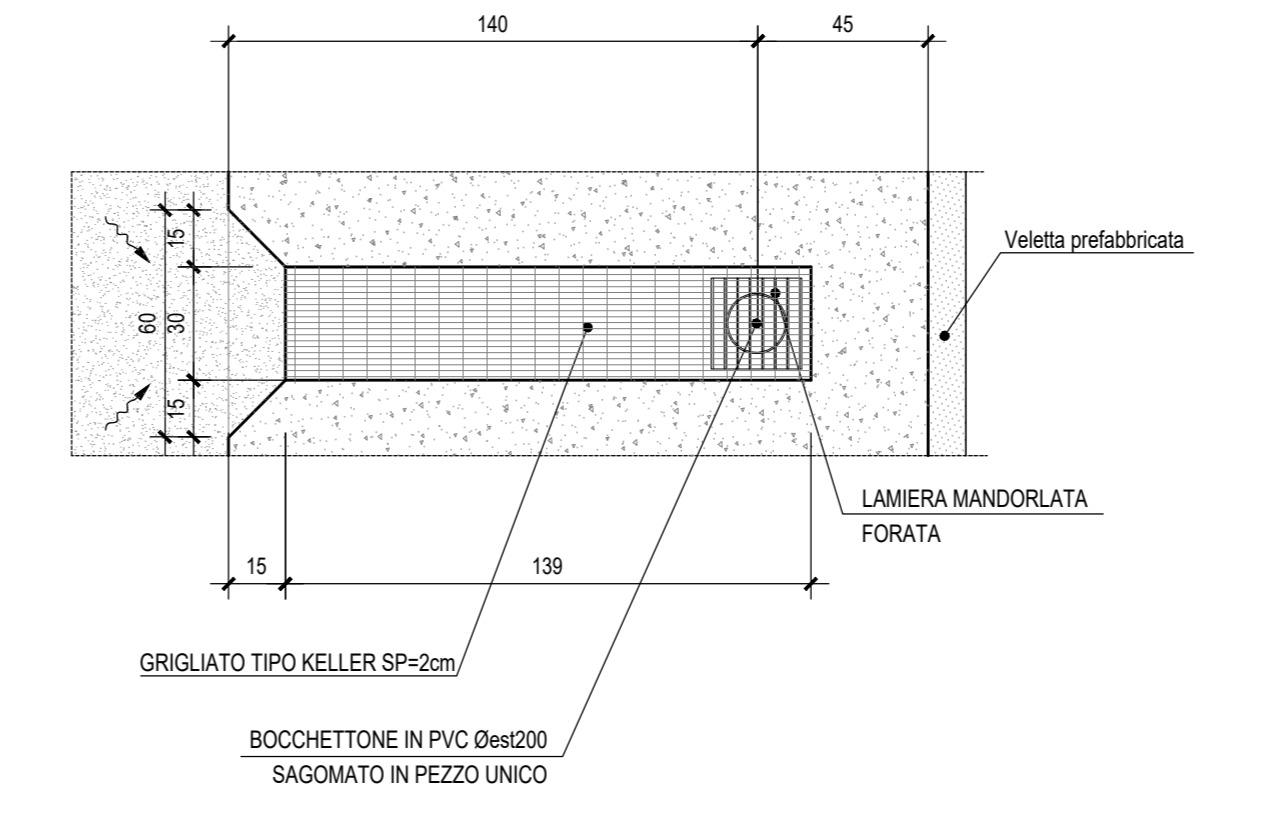 140
45
15
60
30
15
Veletta prefabbricata
LAMIERA MANDORLATA
FORATA
15
139
GRIGLIATO TIPO KELLER SP=2cm
BOCCHETTONE IN PVC Øest200
SAGOMATO IN PEZZO UNICO